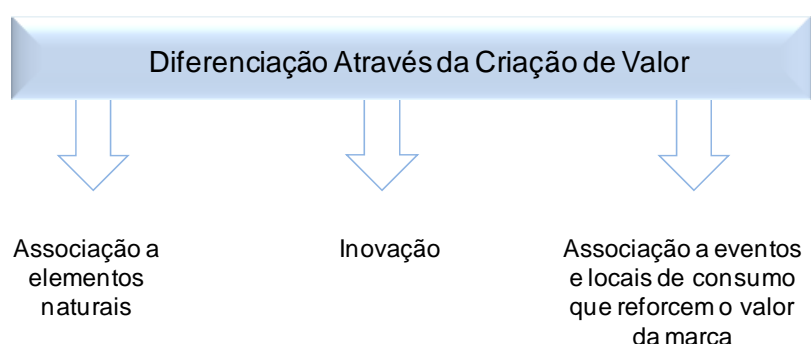 Diferenciação Através da Criação de Valor
Associação a
elementos
naturais
Inovação
Associação a eventos
e locais de consumo
que reforcem o valor
da marca